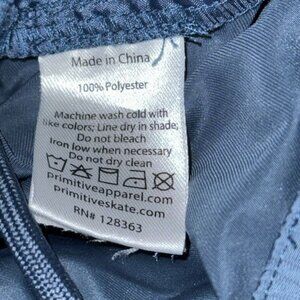 Made in China
100% Polyester
Machine wash cold with
like colors; Line dry in shade,
Do not bleach
Iron low when necessary
Do not dry clean
primitiveapparel.com
primitiveskate.com
RN# 128363